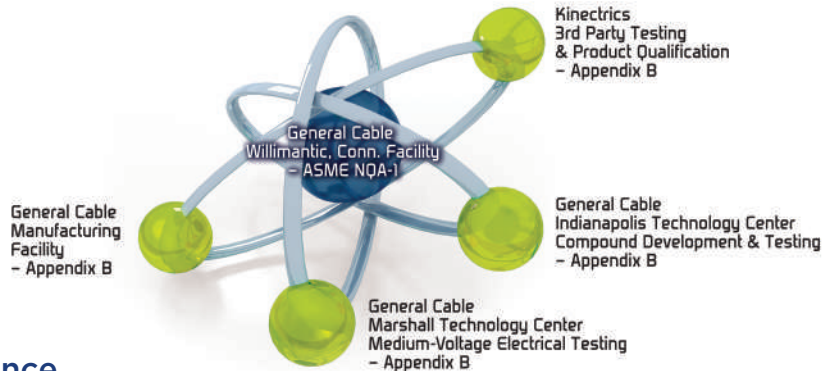 Kinectrics
3rd Party Testing
& Product Qualification
– Appendix B
General Cable
Willimantic, Conn. Facility
– ASME NQA-1
General Cable
Manufacturing
Facility
– Appendix B
General Cable
Indianapolis Technology Center
Compound Development & Testing
– Appendix B
General Cable
Marshall Technology Center
Medium-Voltage Electrical Testing
– Appendix B